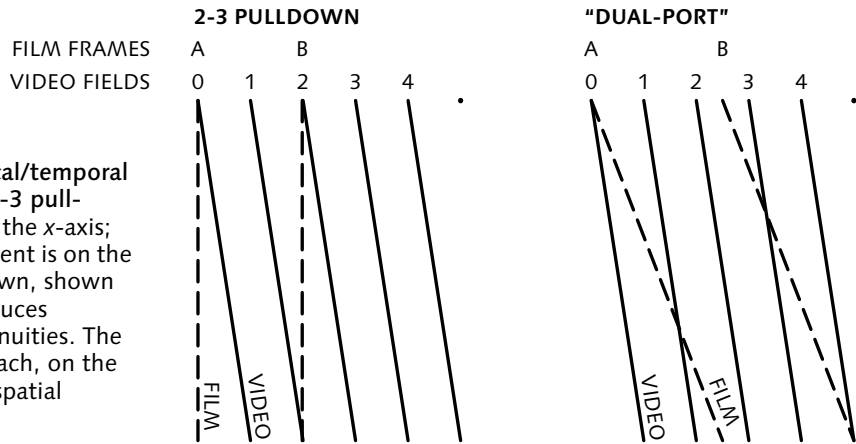 2-3 PULLDOWN
"DUAL-PORT"
FILM FRAMES A B A B
VIDEO FIELDS 0 1 2 3 4 0 1 2 3 4
cal/temporal
-3 pull-
the x-axis;
ent is on the
wn, shown
uces
nuities. The
ach, on the
spatial
FILM
VIDEO
VIDEO
FILM